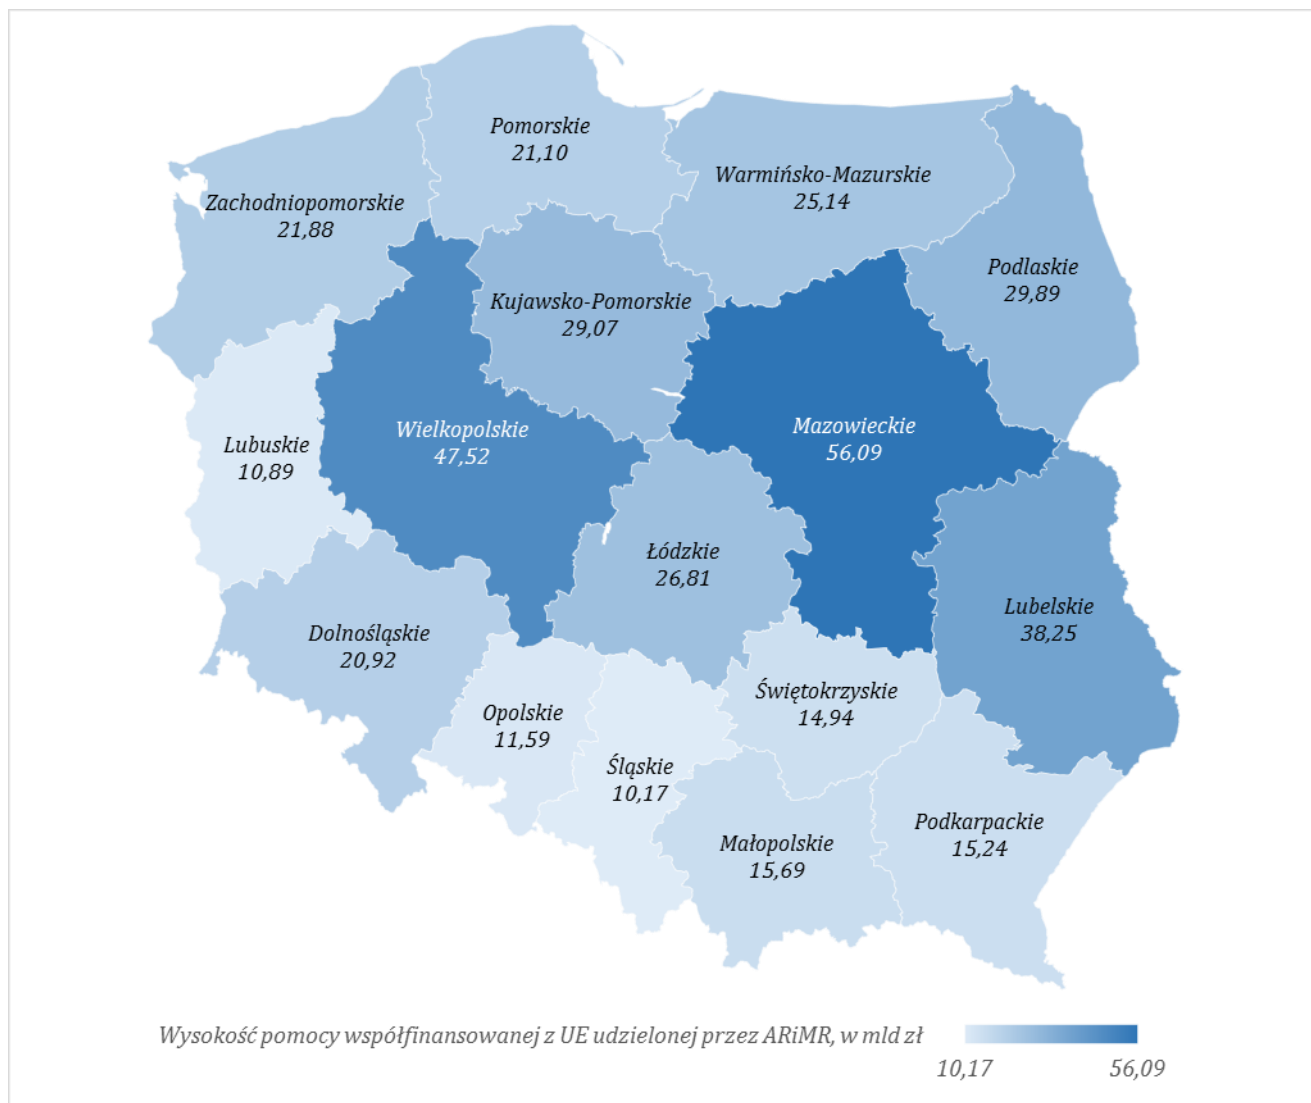 Pomorskie
21,10
Warmińsko-Mazurskie
25,14
Zachodniopomorskie
21,88
Podlaskie
29,89
Kujawsko-Pomorskie
29,07
Wielkopolskie
47,52
Mazowieckie
56,09
Lubuskie
10,89
Łódzkie
26,81
Lubelskie
38,25
Dolnośląskie
20,92
Świętokrzyskie
14,94
Opolskie
11,59
Śląskie
10,17
Podkarpackie
15,24
Małopolskie
15,69
Wysokość pomocy współfinansowanej z UE udzielonej przez ARiMR, w mld zł
10,17 56,09